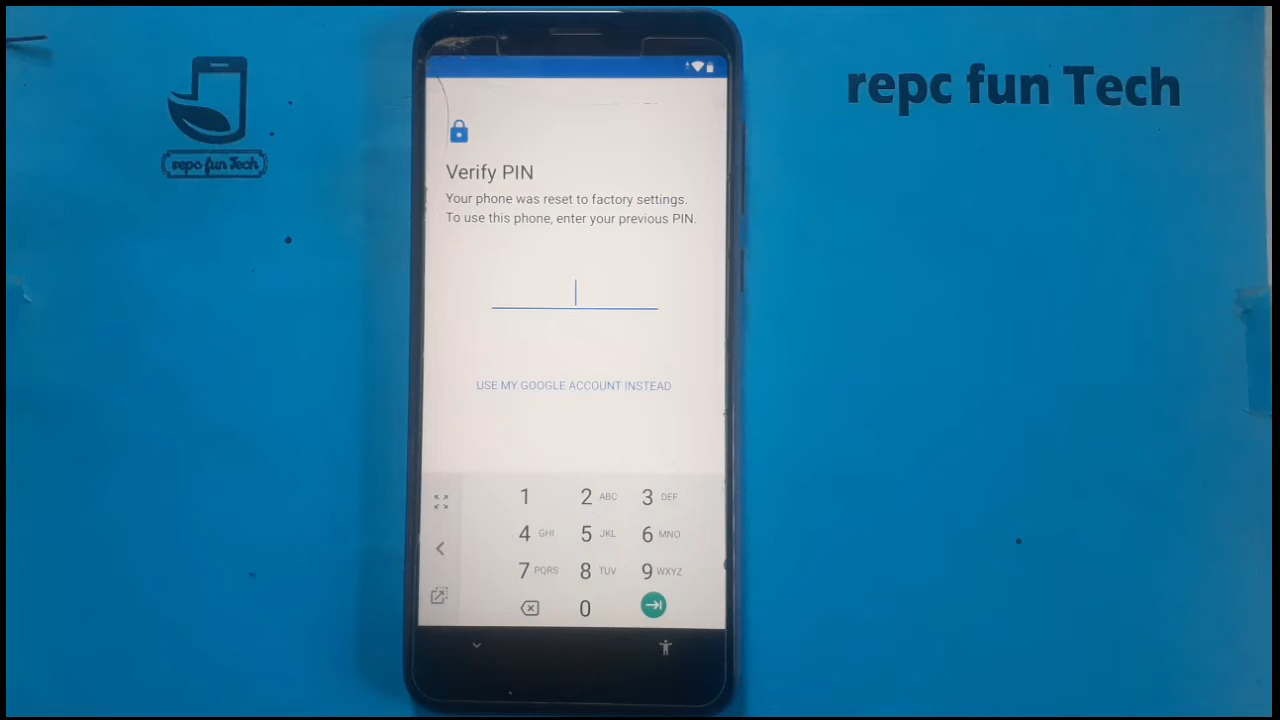 repc fun Tech
repc fun Tech
Verify PIN
Your phone was reset to factory settings.
To use this phone, enter your previous PIN.
USE MY GOOGLE ACCOUNT INSTEAD
1 2 ABC 3 DEF
4 GHI 5 JKL 6 MNO
7 PQRS 8 TUV 9 WXYZ
0